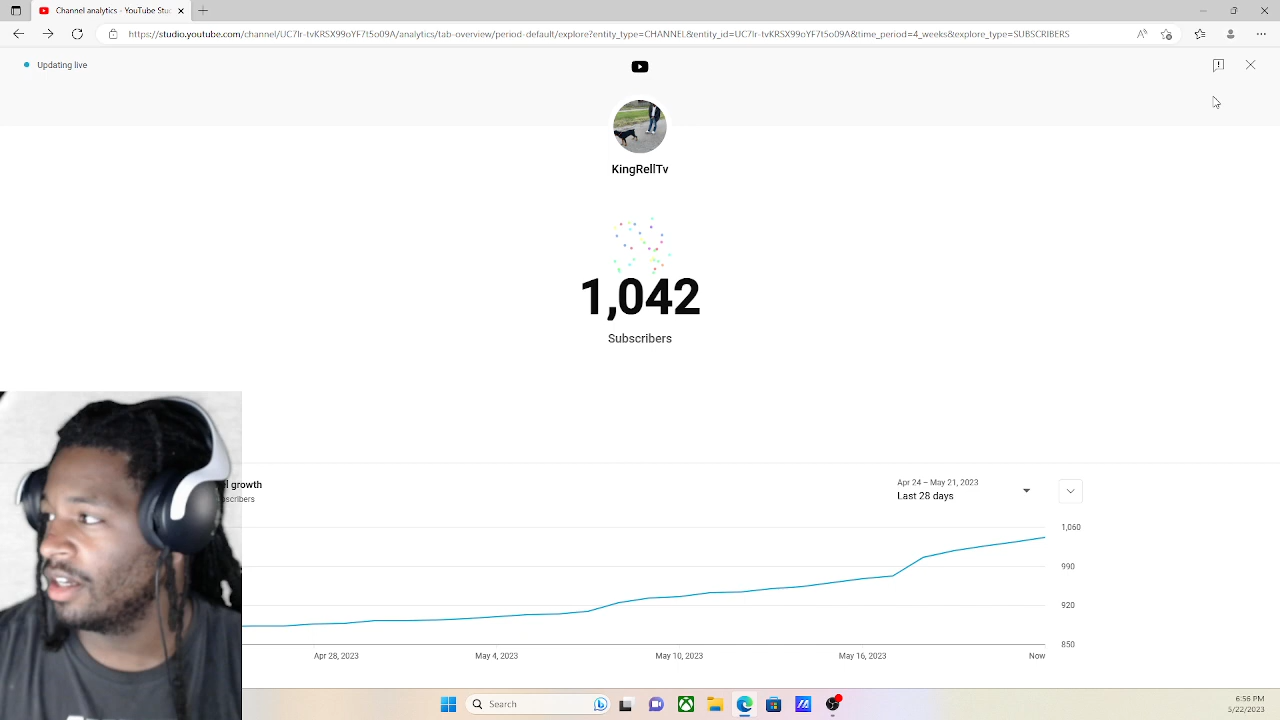 Channel analytics - YouTube Stu
https://studio.youtube.com/channel/UC7lr-tvKRSX99oYF7t5o09A/analytics/tab-overview/period-default/explore?entity_type=CHANNEL&entity_id=UC7lr-tvKRSX99oYF7t5o09A&time_period=4_weeks&explore_type=SUBSCRIBERS
Updating live
KingRellTv
1,042
Subscribers
l growth
bscribers
Apr 24 – May 21, 2023
Last 28 days
1,060
990
920
850
Apr 28, 2023
May 4, 2023
May 10, 2023
May 16, 2023
Now
Search
6:56 PM
5/22/2023